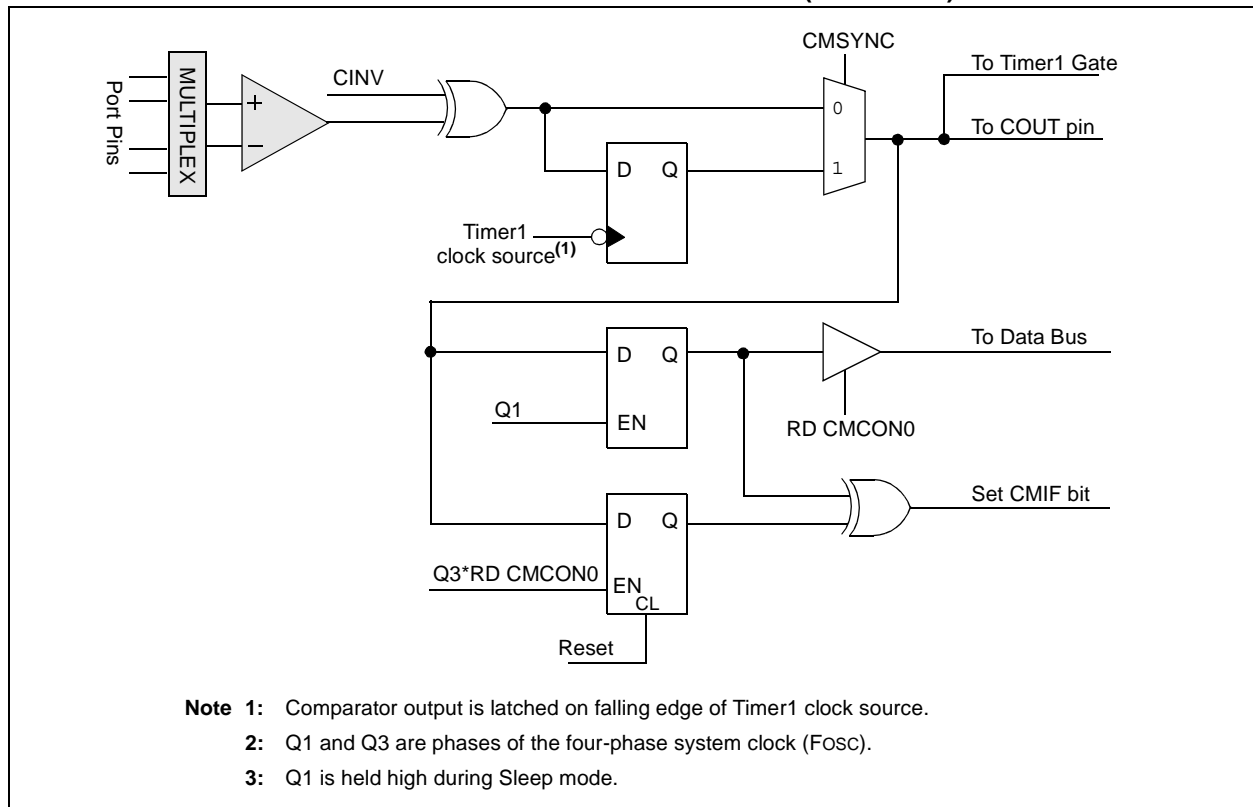 CMSYNC
To Timer1 Gate
To COUT pin
Port Pins
MULTIPLEX
+
−
CINV
0
1
D Q
Timer1
clock source(1)
D Q
Q1
EN
To Data Bus
RD CMCON0
D Q
Q3*RD CMCON0
EN
CL
Reset
Set CMIF bit
Note 1: Comparator output is latched on falling edge of Timer1 clock source.
2: Q1 and Q3 are phases of the four-phase system clock (FOSC).
3: Q1 is held high during Sleep mode.